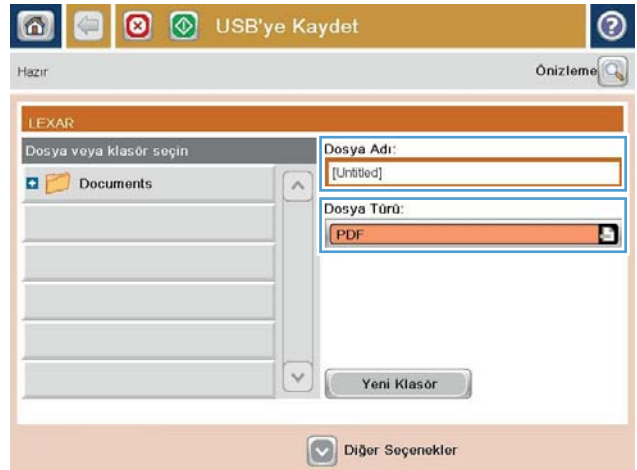 USB'ye Kaydet
Hazır
Önizleme
LEXAR
Dosya veya klasör seçin
Documents
Dosya Adı:
[Untitled]
Dosya Türü:
PDF
Yeni Klasör
Diğer Seçenekler